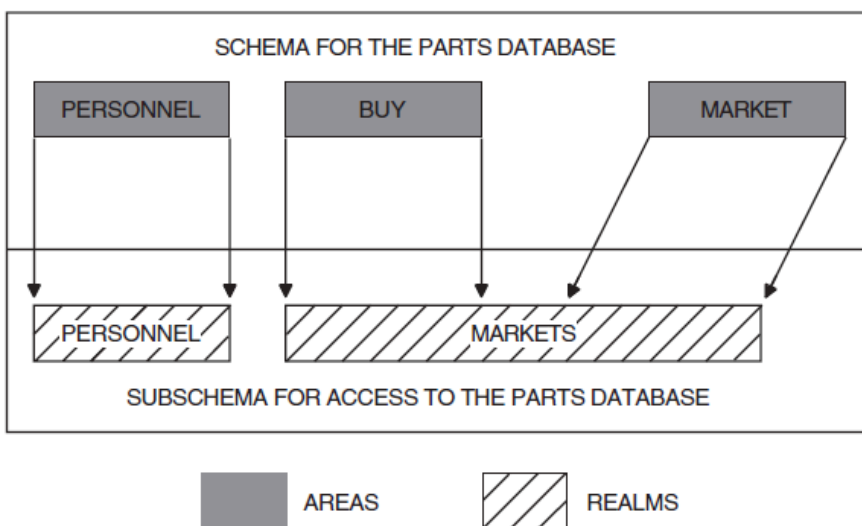 SCHEMA FOR THE PARTS DATABASE
PERSONNEL
BUY
MARKET
PERSONNEL
MARKETS
SUBSCHEMA FOR ACCESS TO THE PARTS DATABASE
AREAS
REALMS